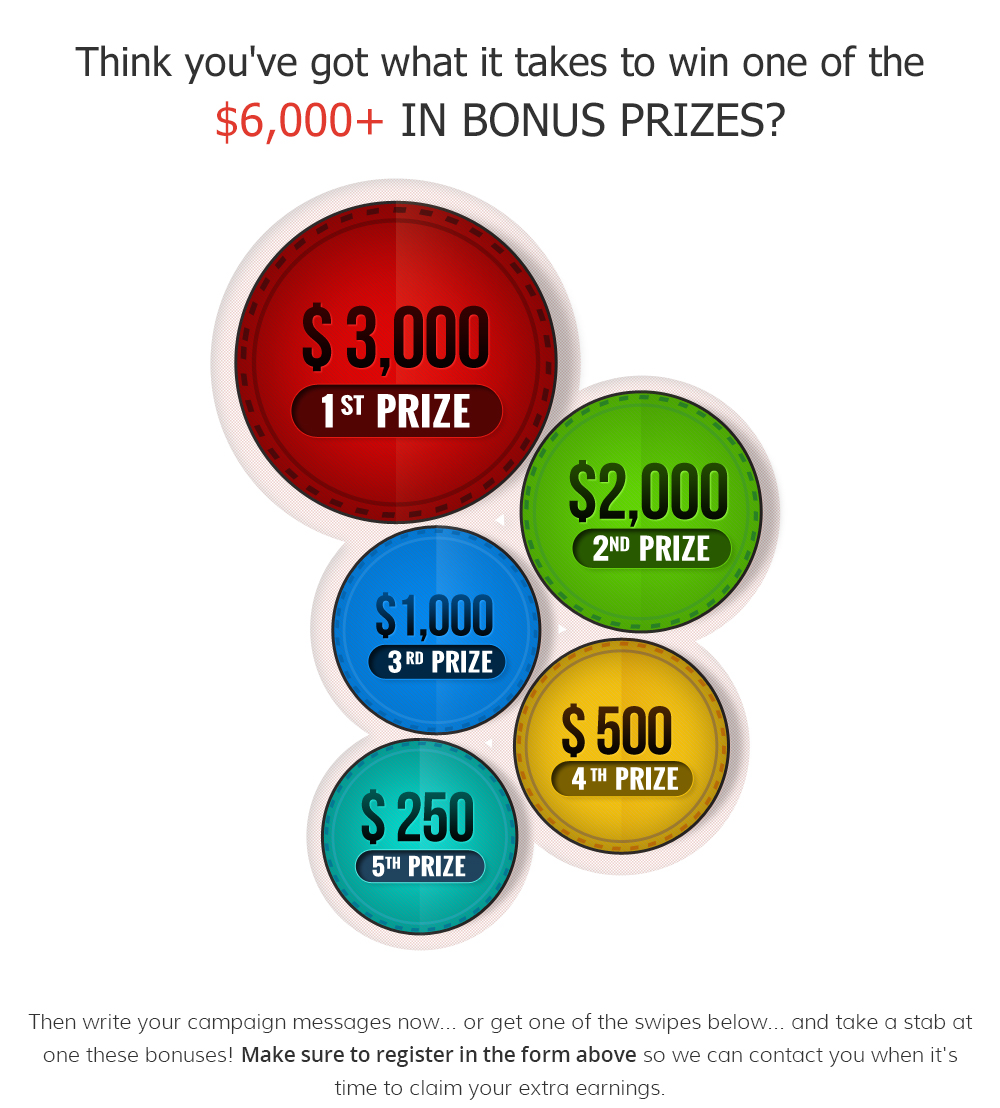 Think you've got what it takes to win one of the
$6,000+ IN BONUS PRIZES?
$ 3,000
1ST PRIZE
$2,000
2ND PRIZE
$1,000
3RD PRIZE
$ 500
4TH PRIZE
$ 250
5TH PRIZE
Then write your campaign messages now... or get one of the swipes below... and take a stab at
one these bonuses! Make sure to register in the form above so we can contact you when it's
time to claim your extra earnings.